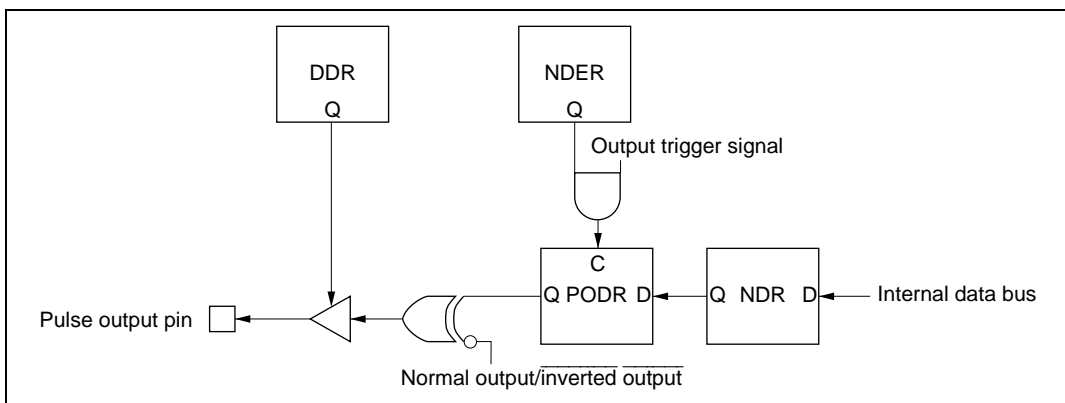 DDR
Q
NDER
Q
Output trigger signal
C
Q PODR D
Q NDR D
Internal data bus
Pulse output pin
Normal output/inverted output